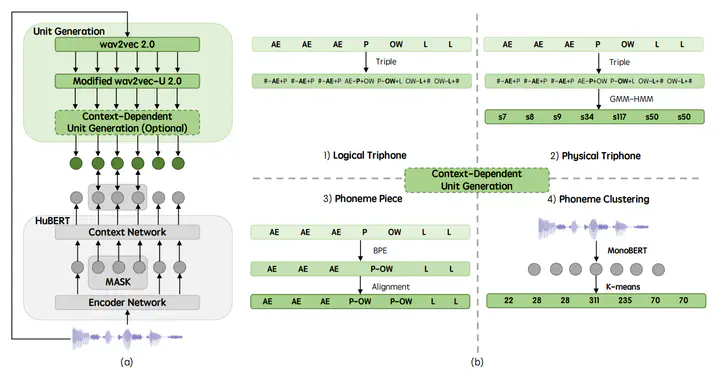 Unit Generation
wav2vec 2.0
Modified wav2vec-U 2.0
Context-Dependent
Unit Generation (Optional)
HuBERT
Context Network
MASK
Encoder Network
(a)
AE AE AE P OW L L
Triple
#-AE+P #-AE+P #-AE+P AE-P+OW P-OW+L OW-L+# OW-L+#
1) Logical Triphone
AE AE AE P OW L L
Triple
#-AE+P #-AE+P #-AE+P AE-P+OW P-OW+L OW-L+# OW-L+#
GMM-HMM
s7 s8 s9 s34 s117 s50 s50
2) Physical Triphone
Context-Dependent
Unit Generation
3) Phoneme Piece
AE AE AE P OW L L
BPE
AE AE AE P-OW L L
Alignment
AE AE AE P-OW P-OW L L
4) Phoneme Clustering
MonoBERT
K-means
22 28 28 311 235 70 70
(b)